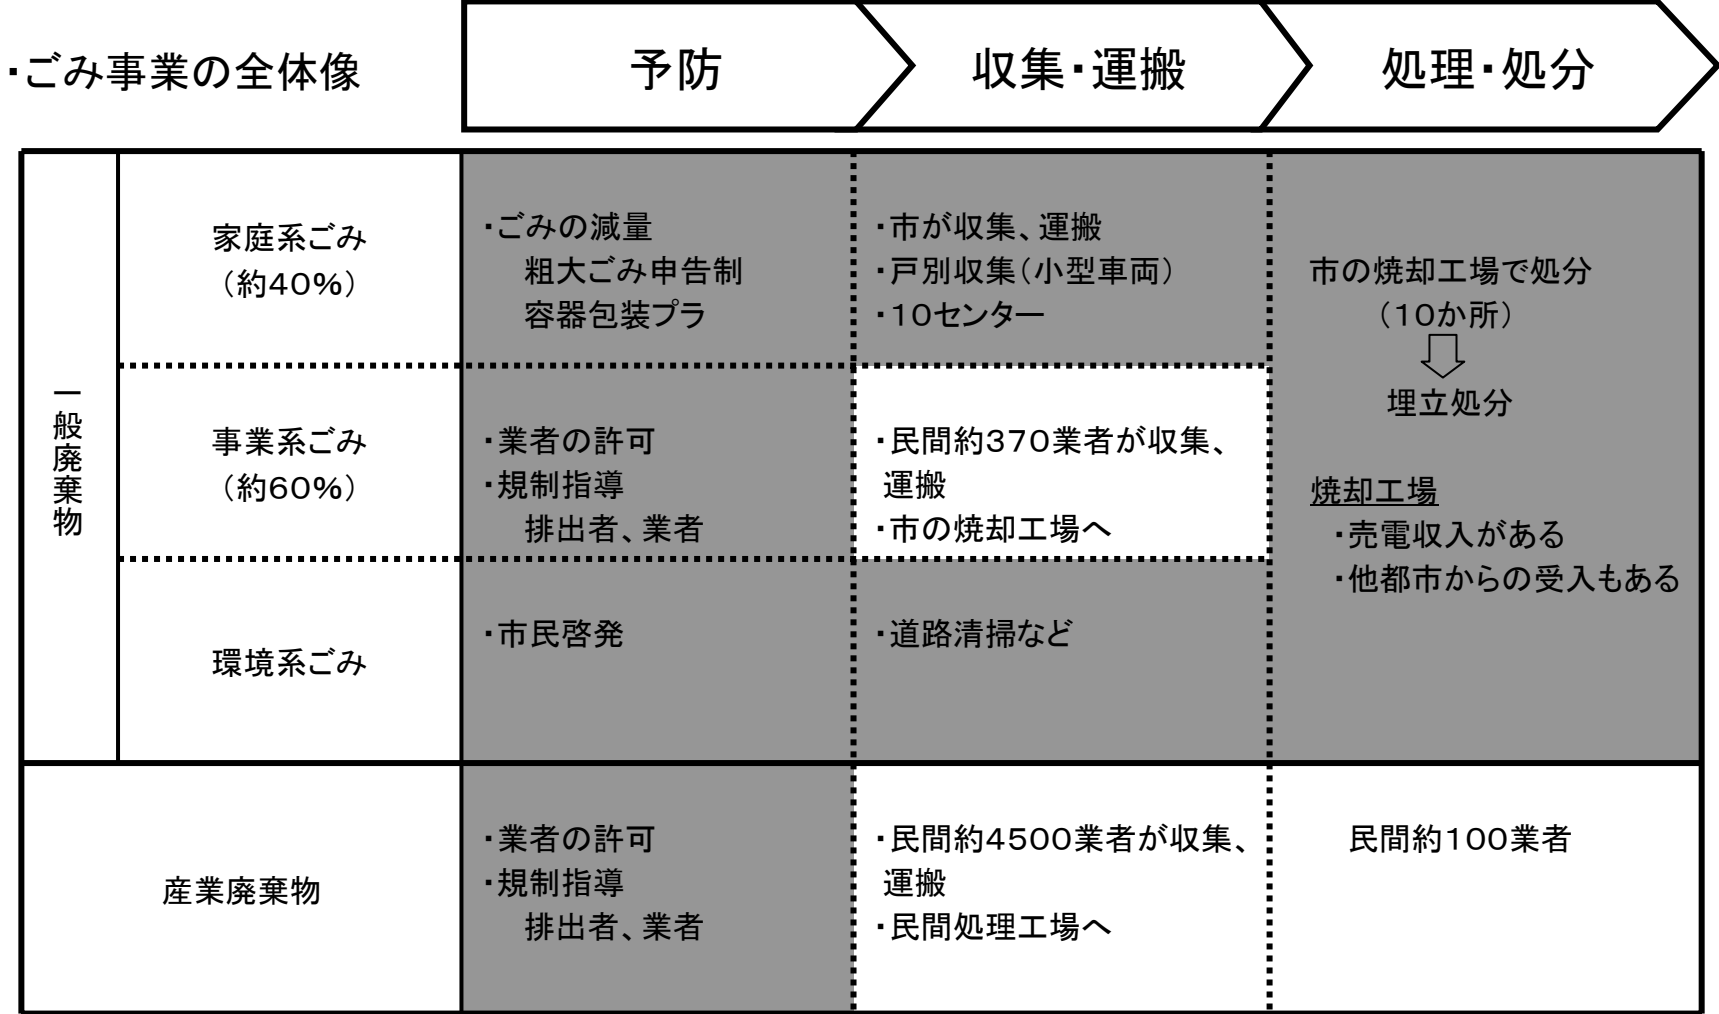 ・ごみ事業の全体像
予防
収集・運搬
処理・処分
一般廃棄物
家庭系ごみ
（約40％）
・ごみの減量
粗大ごみ申告制
容器包装プラ
・市が収集、運搬
・戸別収集（小型車両）
・10センター
市の焼却工場で処分
（10か所）
埋立処分
焼却工場
・売電収入がある
・他都市からの受入もある
事業系ごみ
（約60％）
・業者の許可
・規制指導
排出者、業者
・民間約370業者が収集、
運搬
・市の焼却工場へ
環境系ごみ
・市民啓発
・道路清掃など
産業廃棄物
・業者の許可
・規制指導
排出者、業者
・民間約4500業者が収集、
運搬
・民間処理工場へ
民間約100業者